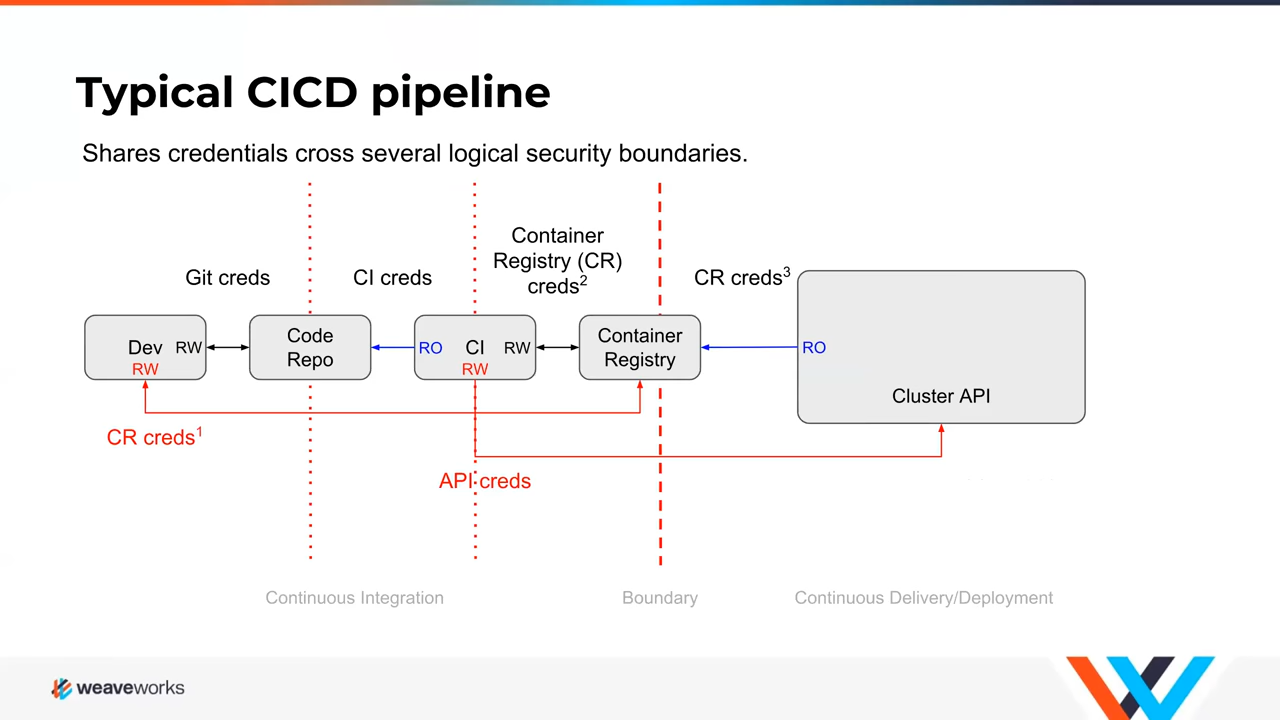 Typical CICD pipeline
Shares credentials cross several logical security boundaries.
Git creds
CI creds
Container
Registry (CR)
creds2
CR creds3
Dev RW
RW
Code
Repo
RO CI RW
RW
Container
Registry
RO
Cluster API
CR creds1
API creds
Continuous Integration
Boundary
Continuous Delivery/Deployment
weaveworks